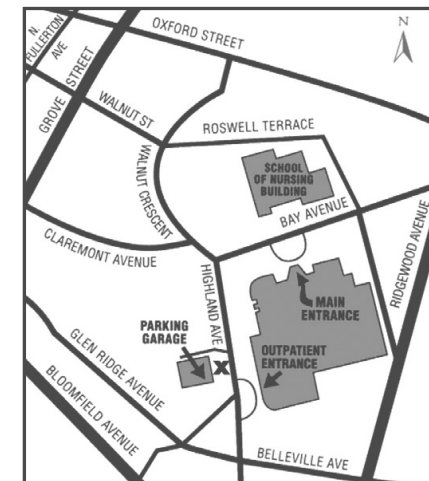 OXFORD STREET
N
N.
FULLERTON
AVE
GROVE STREET
WALNUT ST
ROSWELL TERRACE
WALNUT CRESCENT
SCHOOL
OF NURSING
BUILDING
BAY AVENUE
CLAREMONT AVENUE
HIGHLAND AVE
RIDGEWOOD AVENUE
MAIN
ENTRANCE
PARKING
GARAGE
X
OUTPATIENT
ENTRANCE
GLEN RIDGE AVENUE
BLOOMFIELD AVENUE
BELLEVILLE AVE